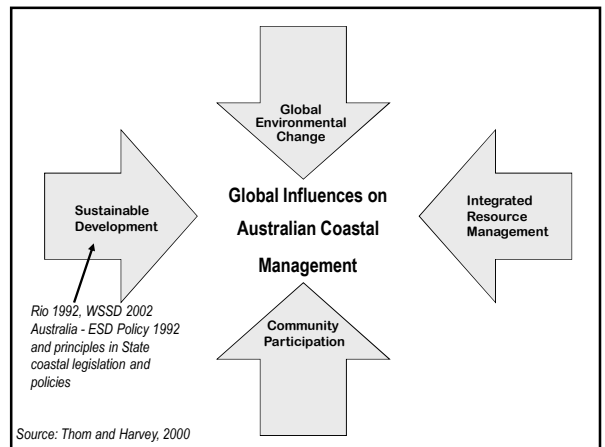 Global
Environmental
Change
Sustainable
Development
Global Influences on
Australian Coastal
Management
Integrated
Resource
Management
Rio 1992, WSSD 2002
Australia - ESD Policy 1992
and principles in State
coastal legislation and
policies
Community
Participation
Source: Thom and Harvey, 2000